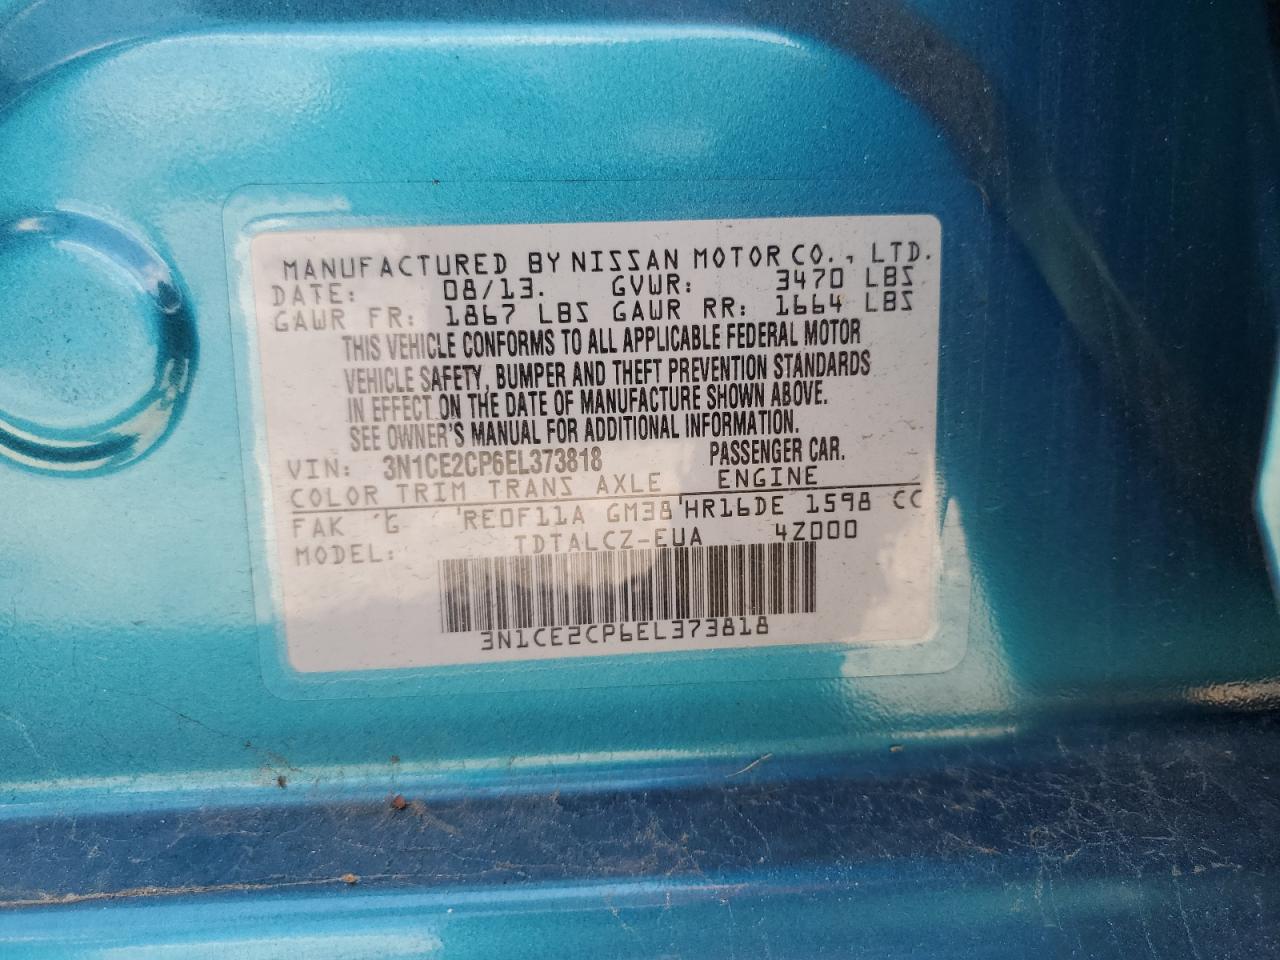 MANUFACTURED BY NISSAN MOTOR CO., LTD.
DATE: 08/13. GVWR: 3470 LBS
GAWR FR: 1867 LBS GAWR RR: 1664 LBS
THIS VEHICLE CONFORMS TO ALL APPLICABLE FEDERAL MOTOR
VEHICLE SAFETY, BUMPER AND THEFT PREVENTION STANDARDS
IN EFFECT ON THE DATE OF MANUFACTURE SHOWN ABOVE.
SEE OWNER'S MANUAL FOR ADDITIONAL INFORMATION.
VIN: 3N1CE2CP6EL373818 PASSENGER CAR.
COLOR TRIM TRANS AXLE ENGINE
FAK G RE0F11A GM38 HR16DE 1598 CC
MODEL: TDTALCZ-EUA 4Z000
3N1CE2CP6EL373818